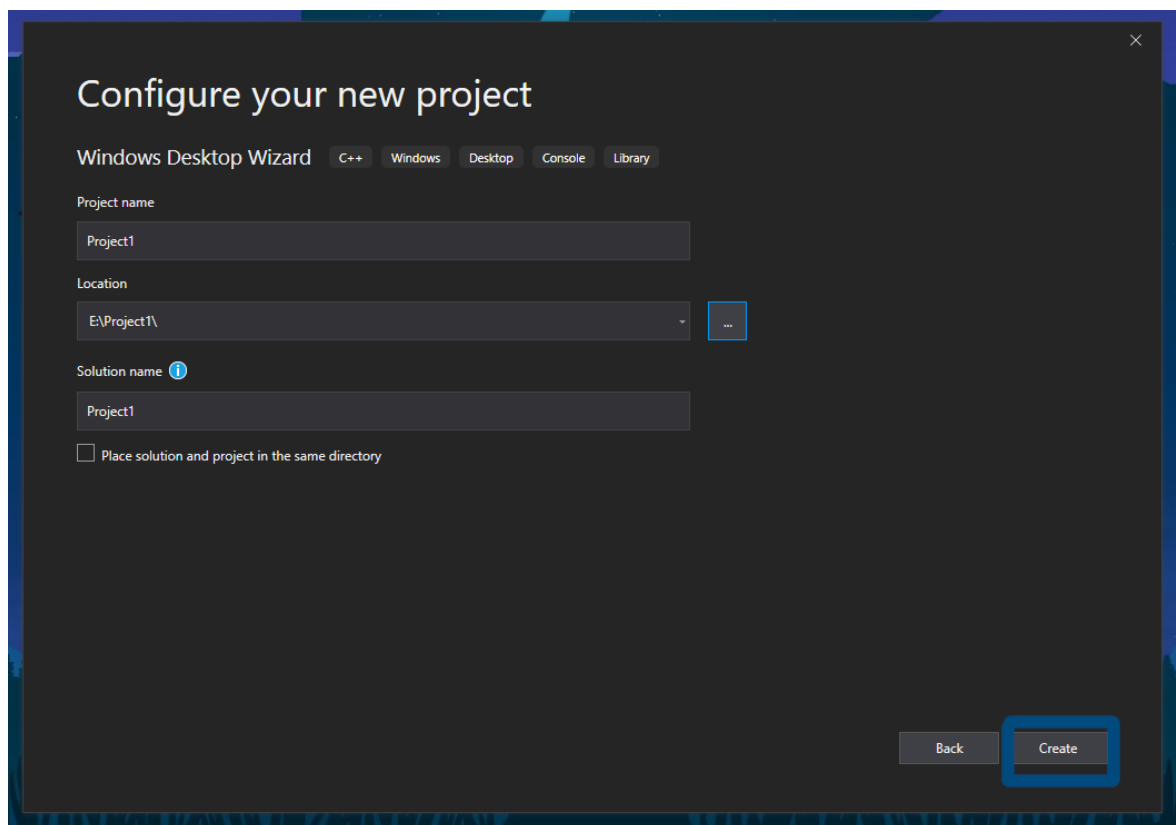 Configure your new project
Windows Desktop Wizard C++ Windows Desktop Console Library
Project name
Project1
Location
E:\Project1\
...
Solution name
Project1
Place solution and project in the same directory
Back Create